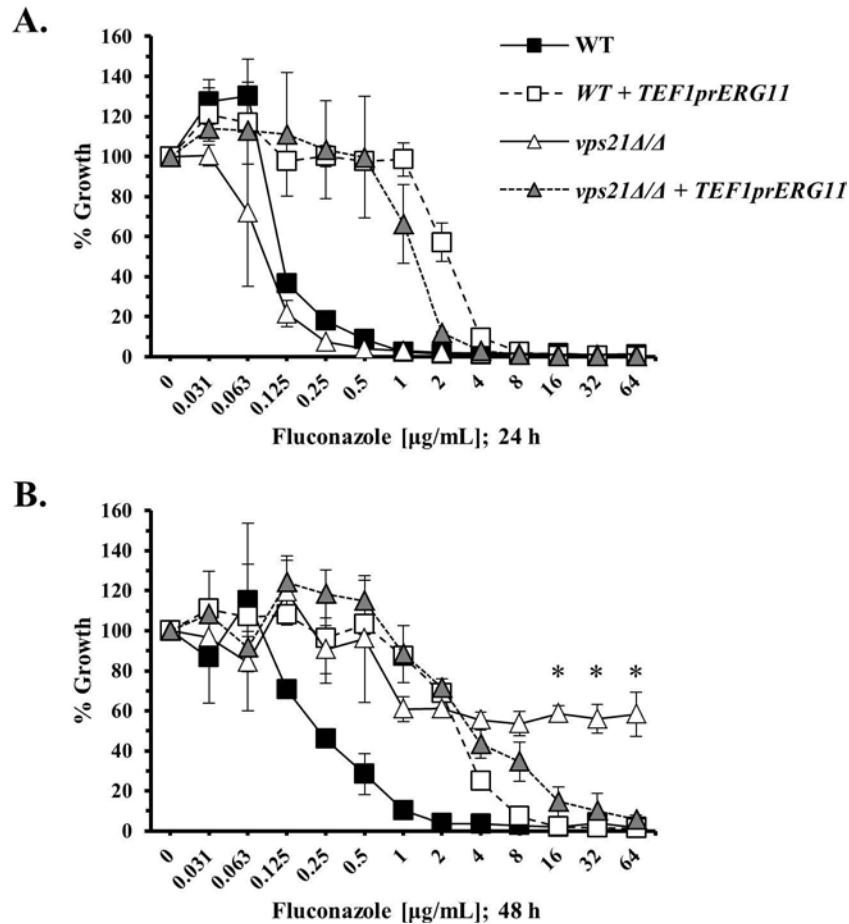 A.
160
140
120
100
80
60
40
20
0
% Growth
0 0.031 0.063 0.125 0.25 0.5 1 2 4 8 16 32 64
Fluconazole [µg/mL]; 24 h
WT
WT + TEF1prERG11
vps21Δ/Δ
vps21Δ/Δ + TEF1prERG11
B.
160
140
120
100
80
60
40
20
0
% Growth
* * *
0 0.031 0.063 0.125 0.25 0.5 1 2 4 8 16 32 64
Fluconazole [µg/mL]; 48 h